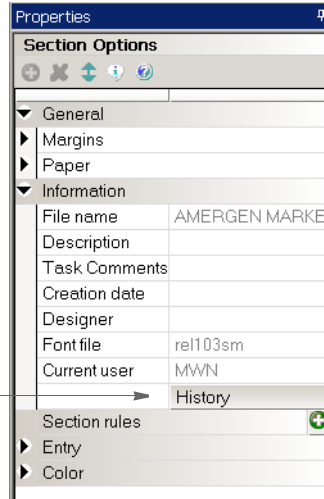 Properties
Section Options
General
Margins
Paper
Information
File name AMERGEN MARKE
Description
Task Comments
Creation date
Designer
Font file rel103sm
Current user MWN
History
Section rules
Entry
Color